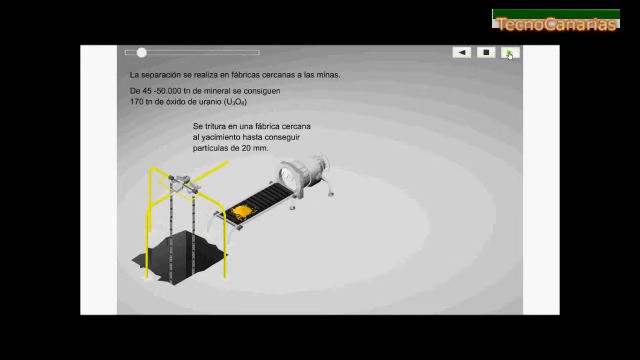 TecnoCanarias
La separación se realiza en fábricas cercanas a las minas.
De 45 -50.000 tn de mineral se consiguen
170 tn de óxido de uranio (U₃O₈)
Se tritura en una fábrica cercana
al yacimiento hasta conseguir
partículas de 20 mm.